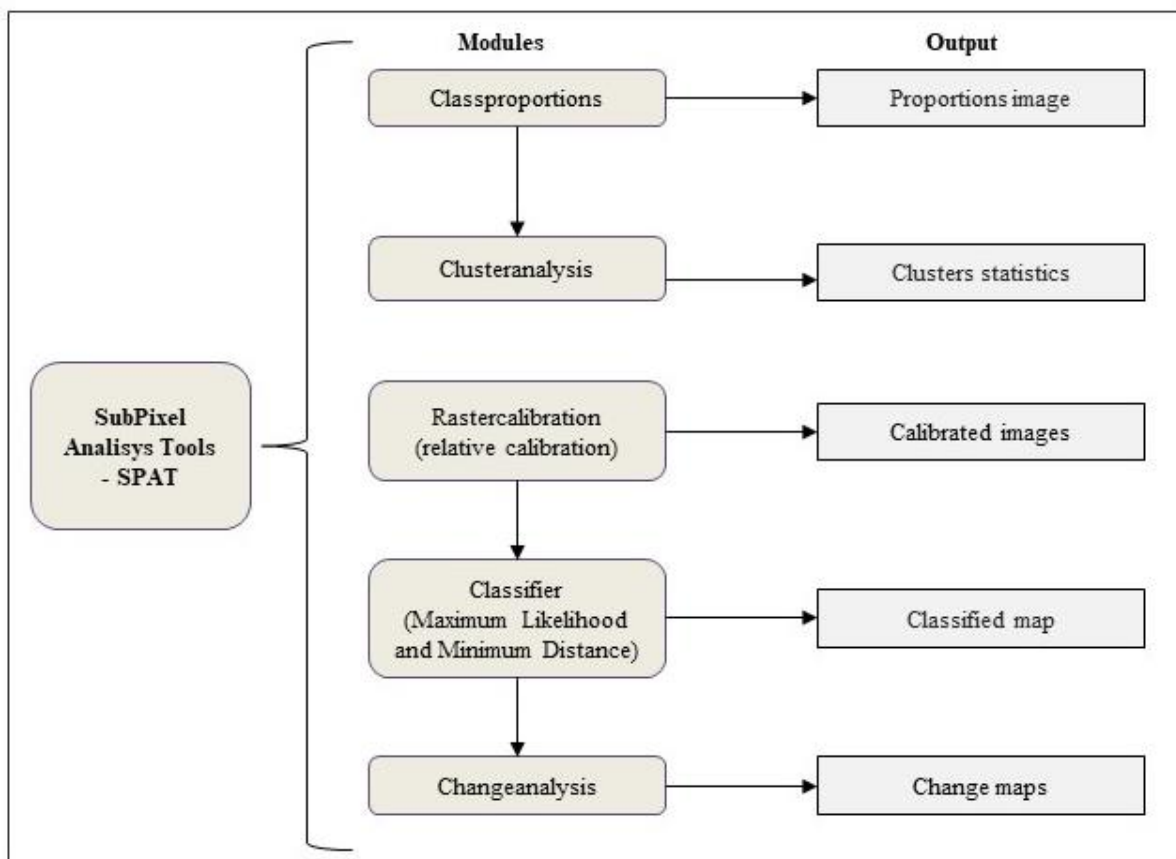 Modules
Output
Classproportions
Proportions image
Clusteranalysis
Clusters statistics
SubPixel
Analisys Tools
- SPAT
Rastercalibration
(relative calibration)
Calibrated images
Classifier
(Maximum Likelihood
and Minimum Distance)
Classified map
Changeanalysis
Change maps